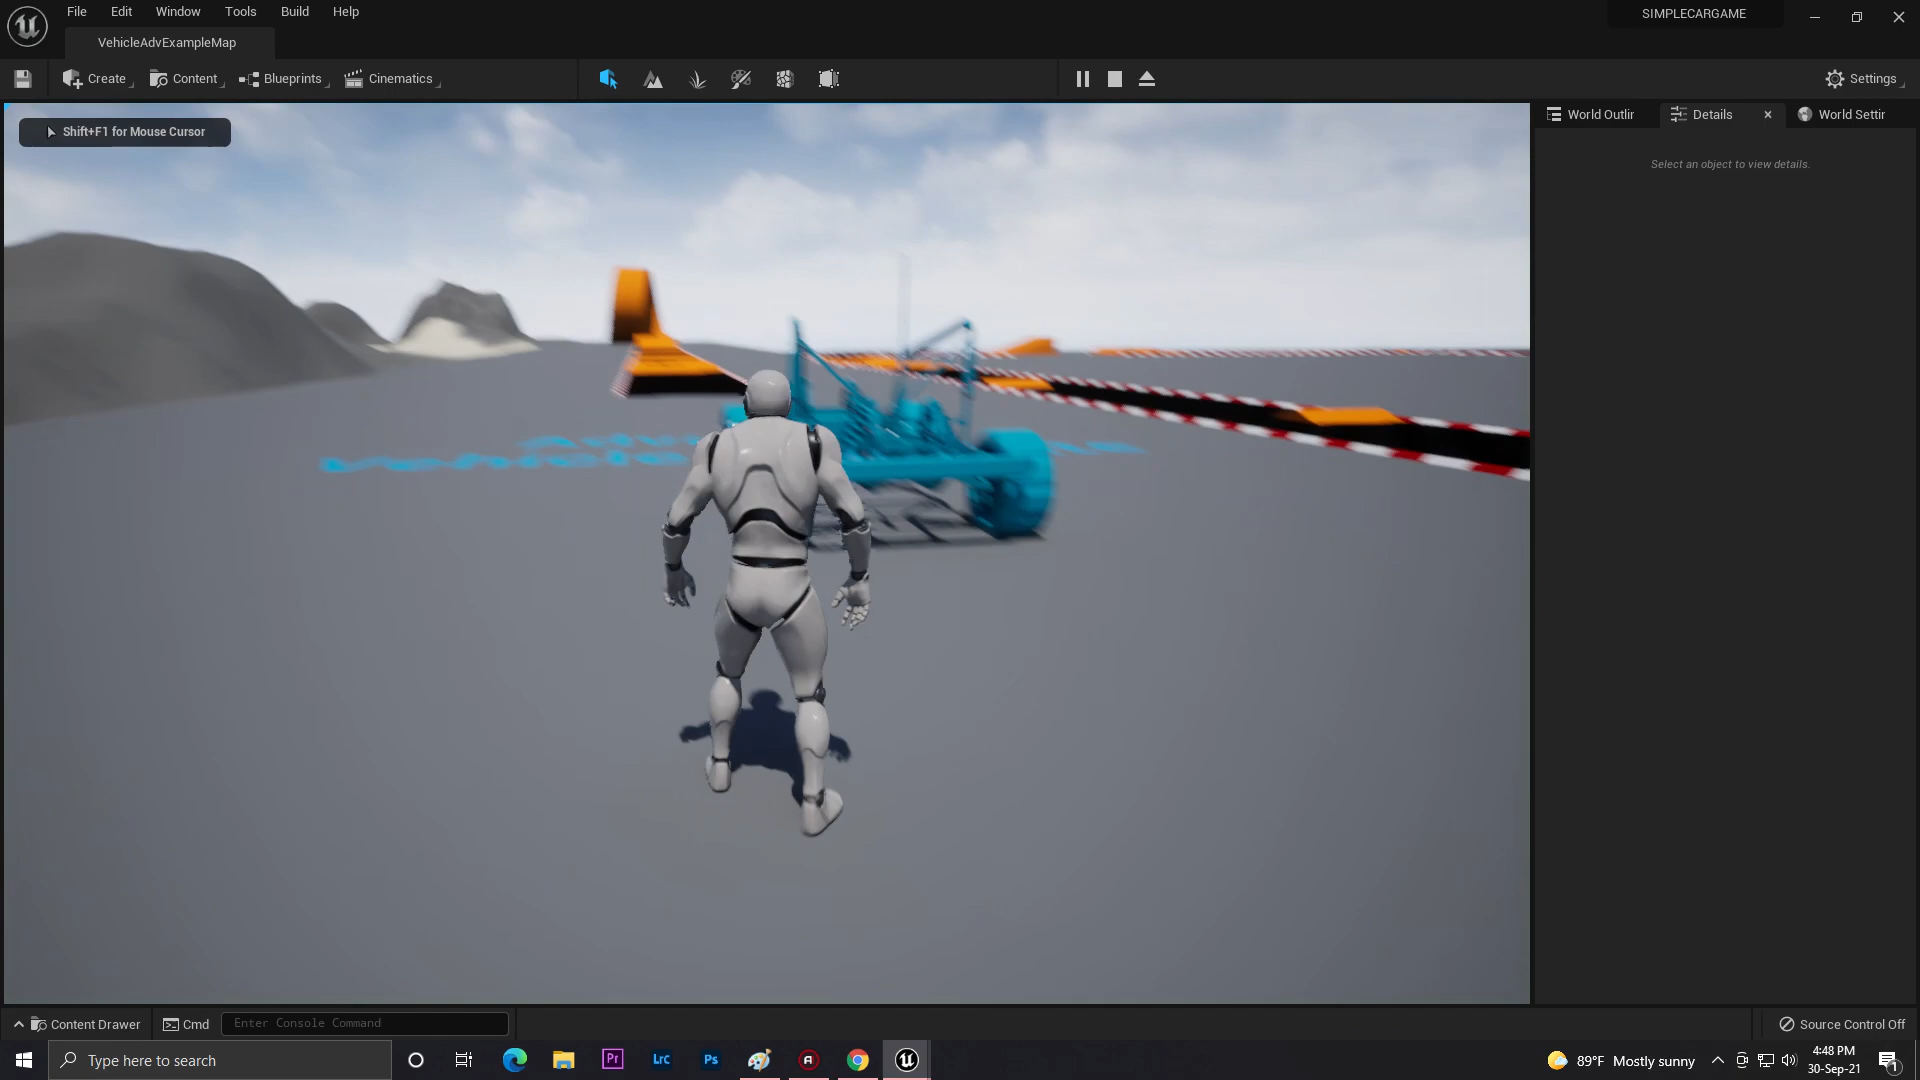 File Edit Window Tools Build Help
SIMPLECARGAME
VehicleAdvExampleMap
Create Content Blueprints Cinematics Settings
Shift+F1 for Mouse Cursor
World Outlir Details World Settir
Select an object to view details.
Content Drawer Cmd Enter Console Command Source Control Off
Type here to search Pr Lrc Ps 89°F Mostly sunny 4:48 PM
30-Sep-21
1